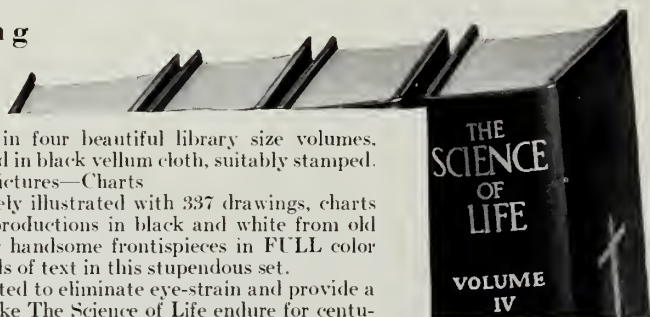 g
in four beautiful library size volumes,
in black vellum cloth, suitably stamped.
ictures—Charts
ly illustrated with 337 drawings, charts
productions in black and white from old
handsome frontispieces in FULL color
s of text in this stupendous set.
ted to eliminate eye-strain and provide a
ke The Science of Life endure for centu-
THE
SCIENCE
OF
LIFE
VOLUME
IV